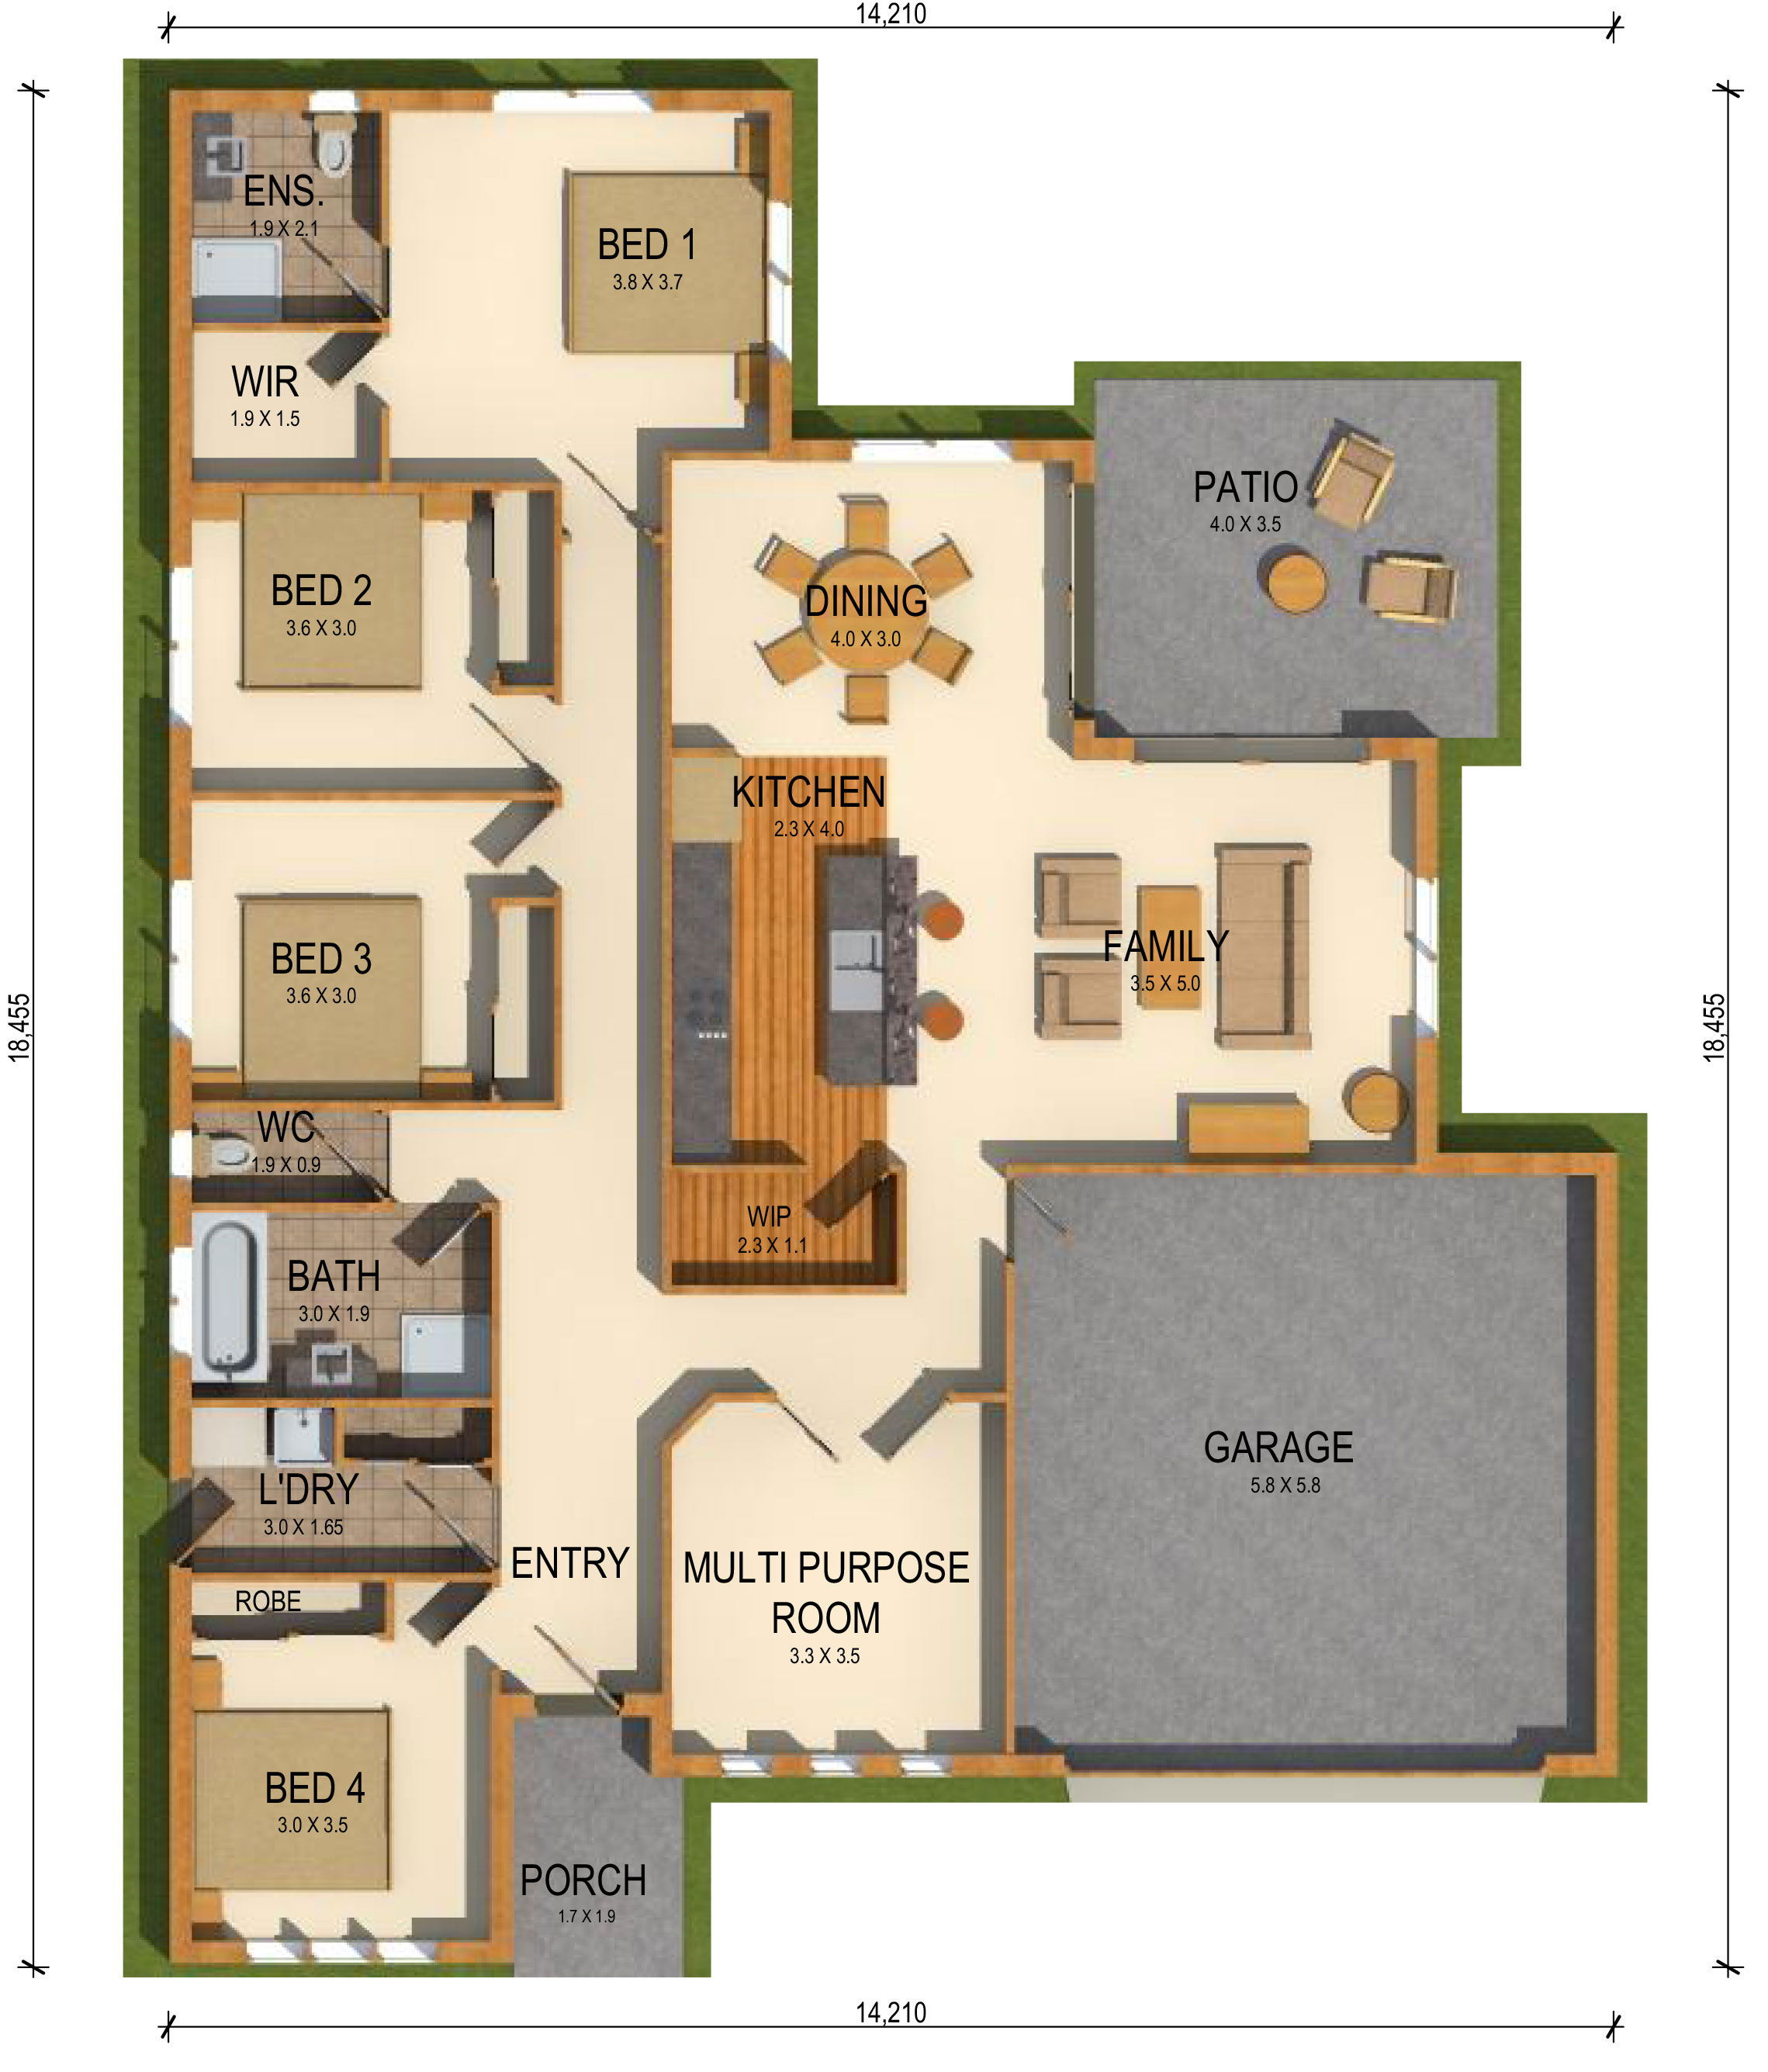 14,210
ENS.
1.9 X 2.1
BED 1
3.8 X 3.7
WIR
1.9 X 1.5
PATIO
4.0 X 3.5
BED 2
3.6 X 3.0
DINING
4.0 X 3.0
KITCHEN
2.3 X 4.0
BED 3
3.6 X 3.0
FAMILY
3.5 X 5.0
18,455
18,455
WC
1.9 X 0.9
WIP
2.3 X 1.1
BATH
3.0 X 1.9
GARAGE
5.8 X 5.8
L'DRY
3.0 X 1.65
ENTRY
MULTI PURPOSE
ROOM
3.3 X 3.5
ROBE
BED 4
3.0 X 3.5
PORCH
1.7 X 1.9
14,210